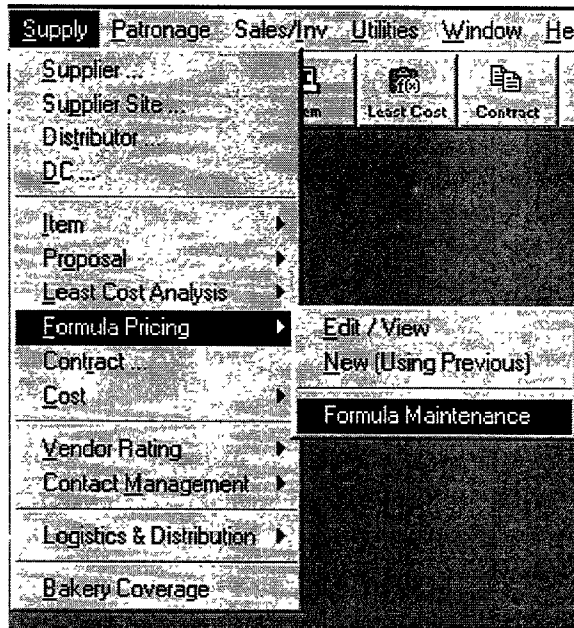 Supply Patronage Sales/Inv Utilities Window He
Supplier ...
Supplier Site ...
Distributor ...
DC ...
Item
Proposal
Least Cost Analysis
Formula Pricing
Contract ...
Cost
Vendor Rating
Contact Management
Logistics & Distribution
Bakery Coverage
em
Least Cost
f(x)
Contract
Edit / View
New (Using Previous)
Formula Maintenance